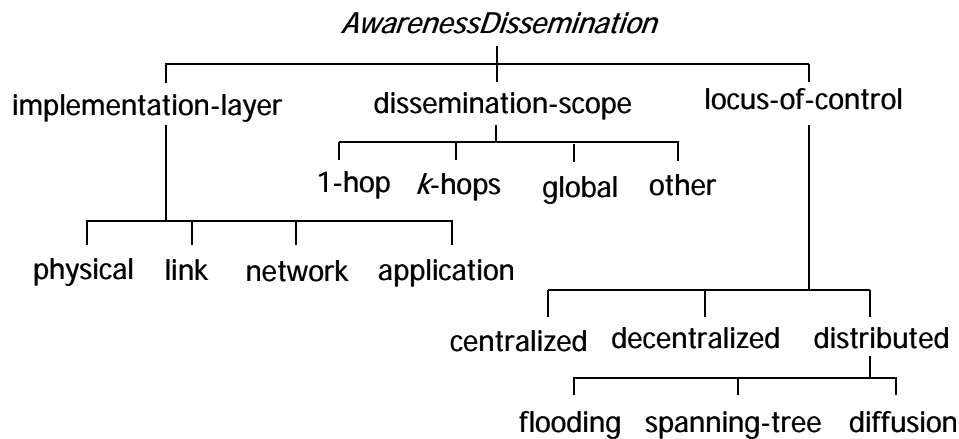 AwarenessDissemination
implementation-layer
dissemination-scope
locus-of-control
1-hop
k-hops
global
other
physical
link
network
application
centralized
decentralized
distributed
flooding
spanning-tree
diffusion